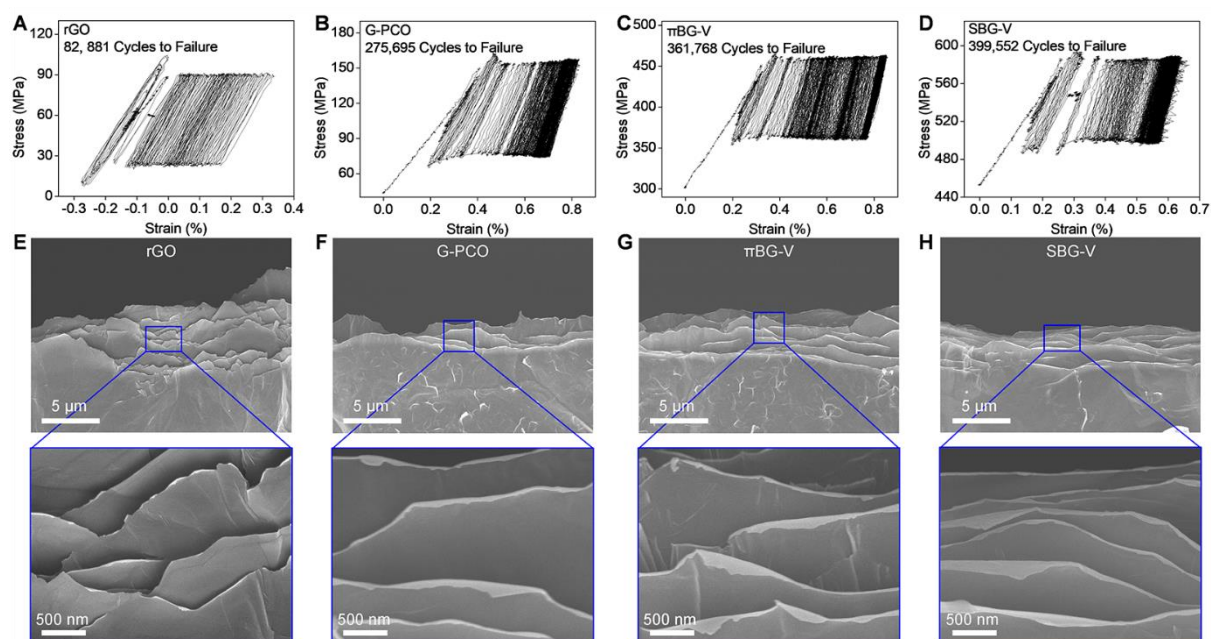 A
rGO
82, 881 Cycles to Failure
Stress (MPa)
120
90
60
30
0
-0.3 -0.2 -0.1 0.0 0.1 0.2 0.3 0.4
Strain (%)
B
G-PCO
275,695 Cycles to Failure
Stress (MPa)
180
150
120
90
60
0.0 0.2 0.4 0.6 0.8
Strain (%)
C
πBG-V
361,768 Cycles to Failure
Stress (MPa)
500
450
400
350
300
0.0 0.2 0.4 0.6 0.8
Strain (%)
D
SBG-V
399,552 Cycles to Failure
Stress (MPa)
600
560
520
480
440
0.0 0.1 0.2 0.3 0.4 0.5 0.6 0.7
Strain (%)
E
rGO
5 µm
F
G-PCO
5 µm
G
πBG-V
5 µm
H
SBG-V
5 µm
500 nm
500 nm
500 nm
500 nm